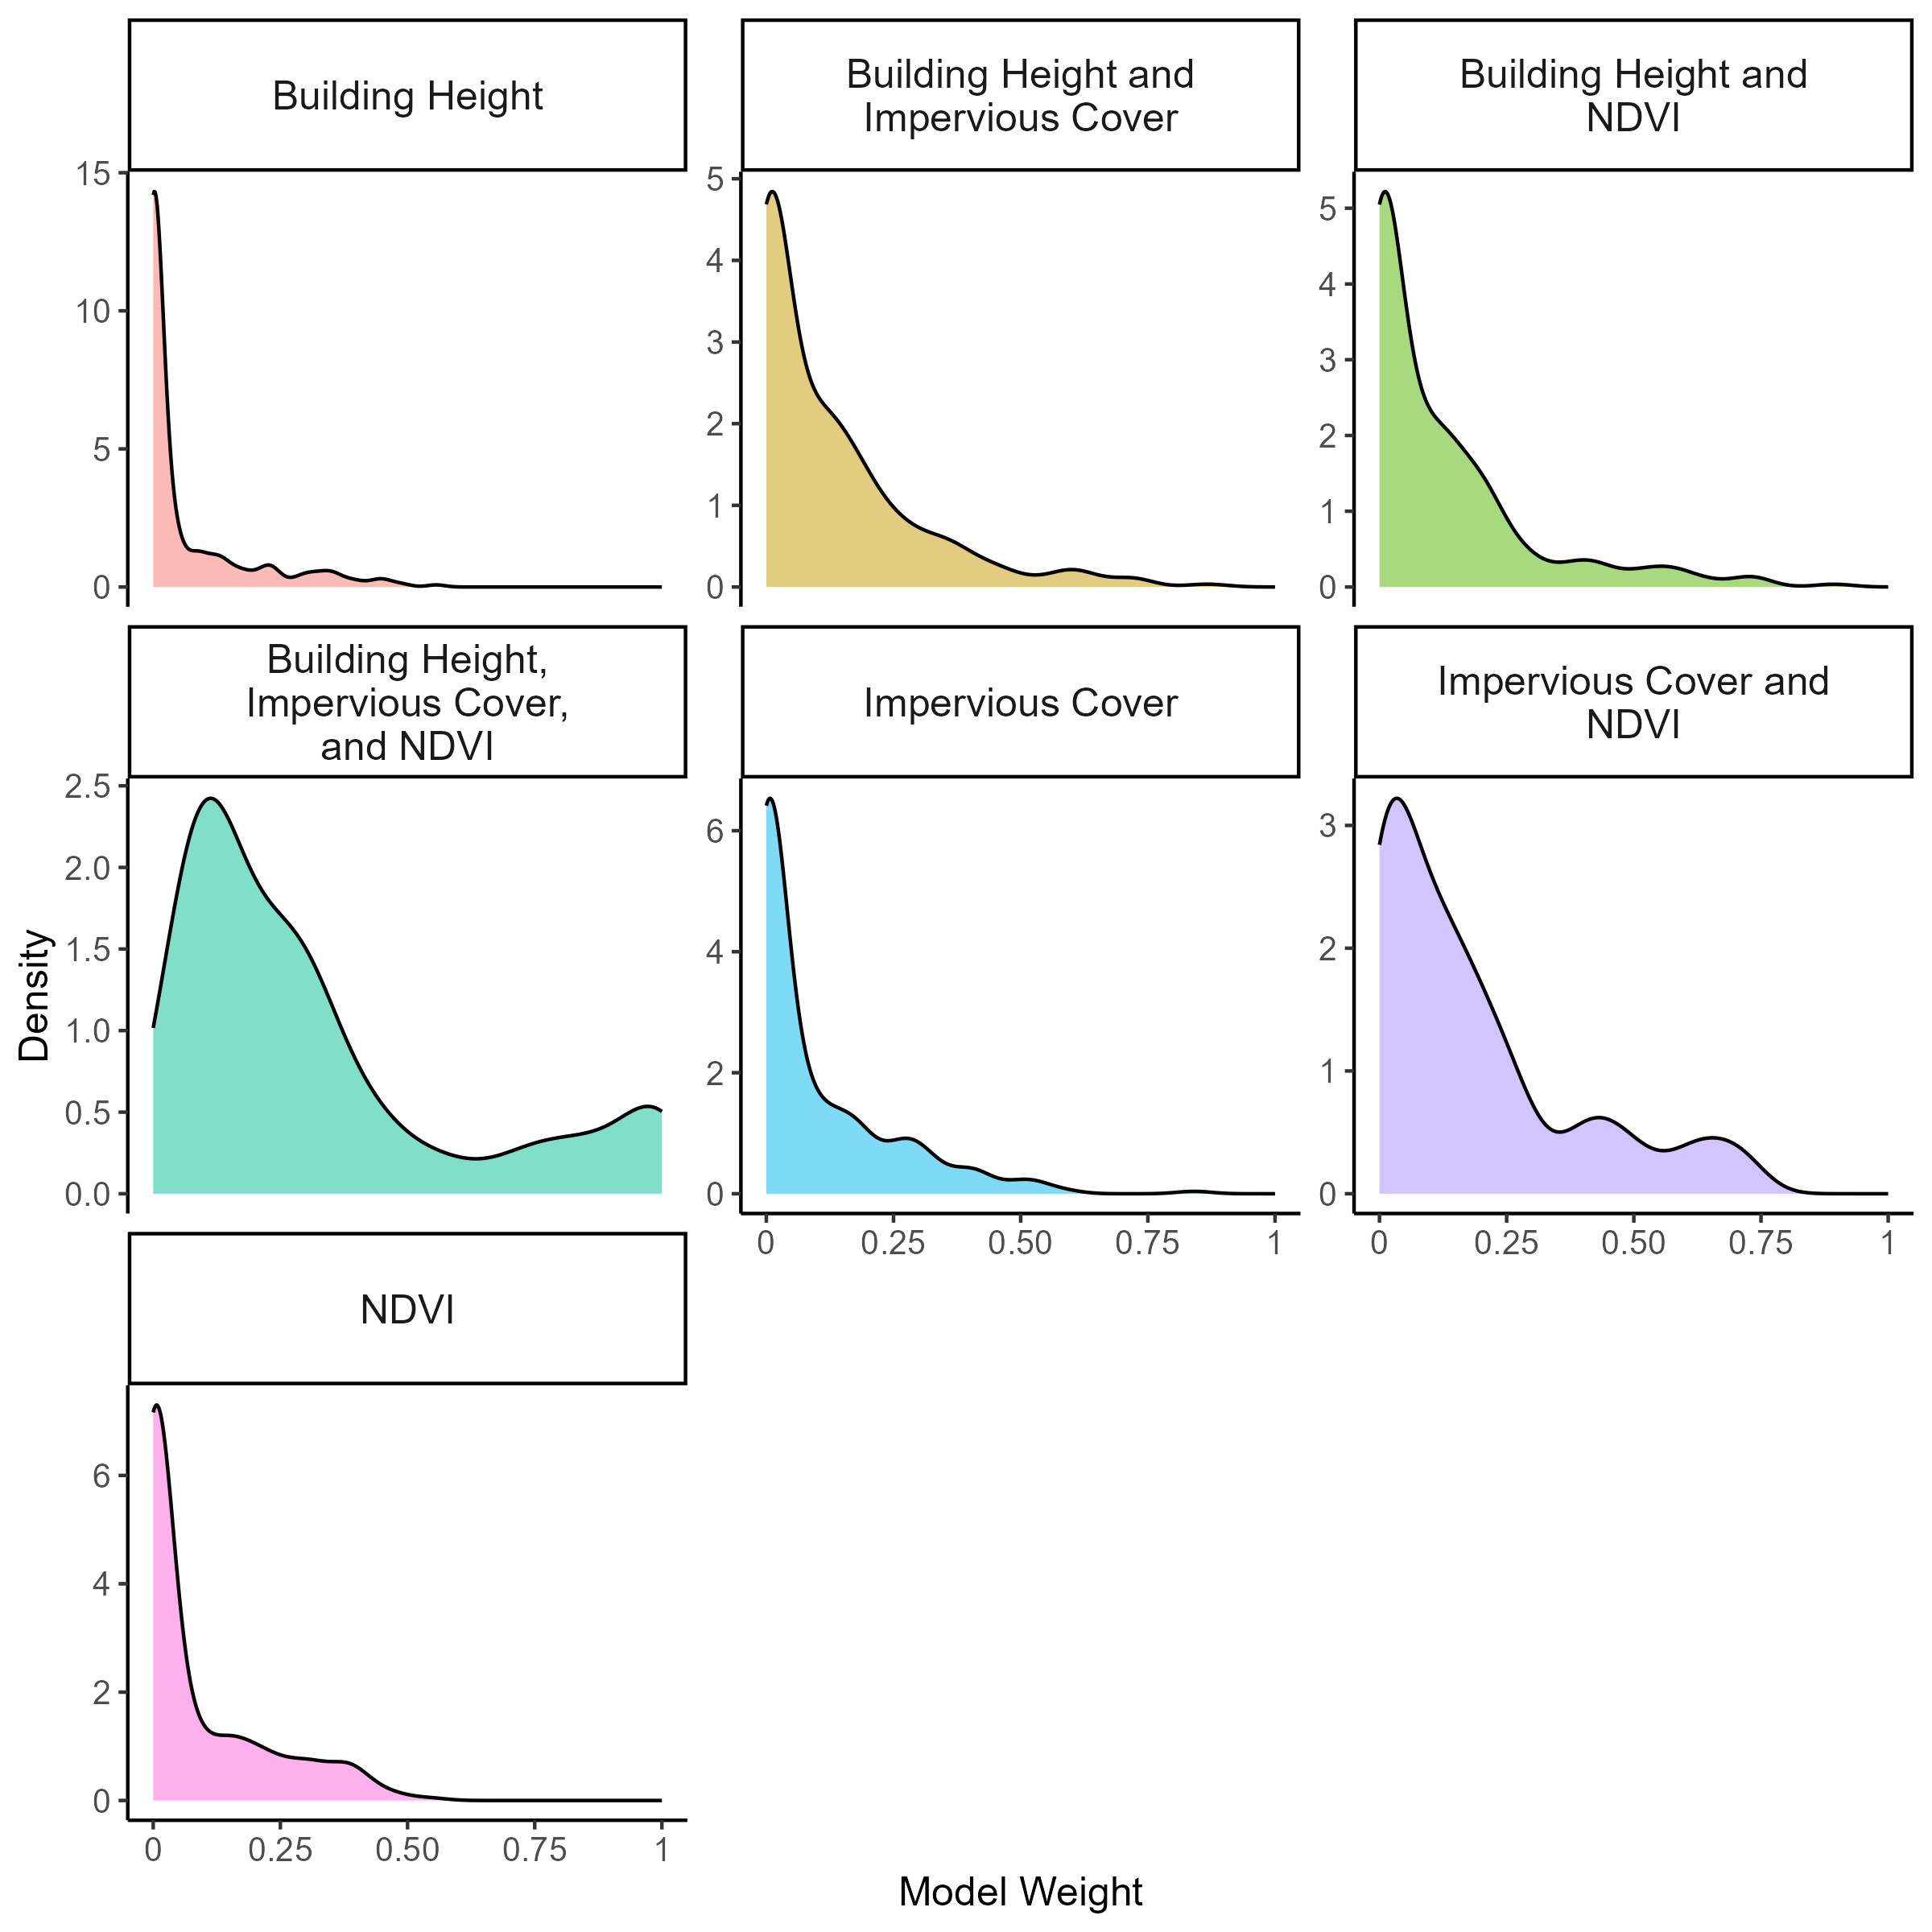 Building Height
Building Height and
Impervious Cover
Building Height and
NDVI
15
10
5
0
5
4
3
2
1
0
5
4
3
2
1
0
Building Height,
Impervious Cover,
and NDVI
Impervious Cover
Impervious Cover and
NDVI
Density
2.5
2.0
1.5
1.0
0.5
0.0
6
4
2
0
0 0.25 0.50 0.75 1
3
2
1
0
0 0.25 0.50 0.75 1
NDVI
6
4
2
0
0 0.25 0.50 0.75 1
Model Weight